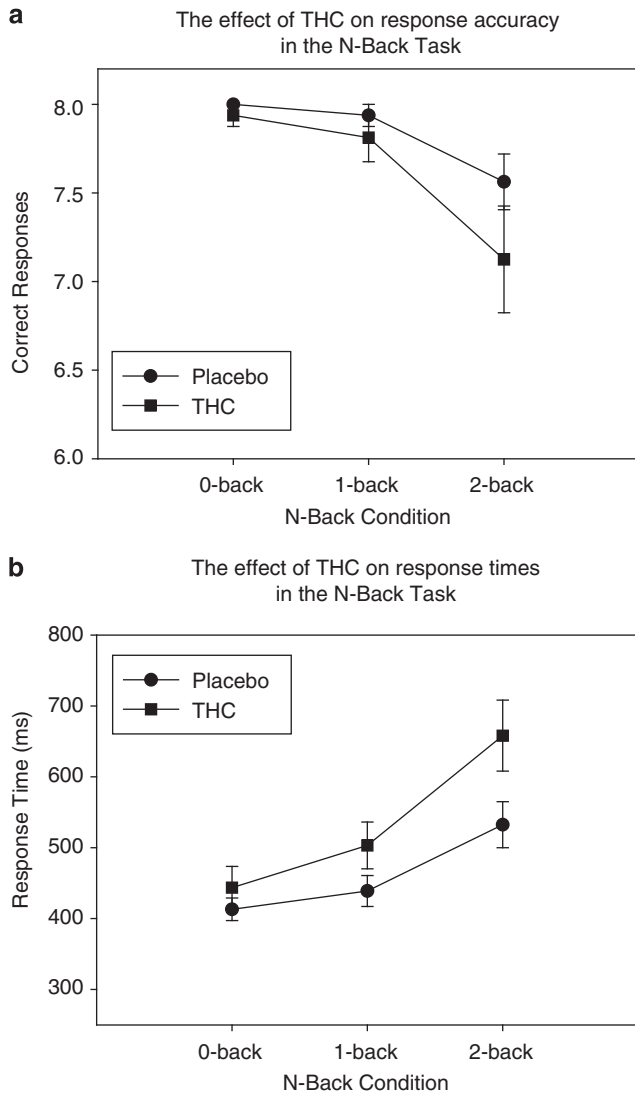 a
The effect of THC on response accuracy
in the N-Back Task
8.0
7.5
7.0
6.5
6.0
Correct Responses
Placebo
THC
0-back 1-back 2-back
N-Back Condition
b
The effect of THC on response times
in the N-Back Task
800
700
600
500
400
300
Response Time (ms)
Placebo
THC
0-back 1-back 2-back
N-Back Condition